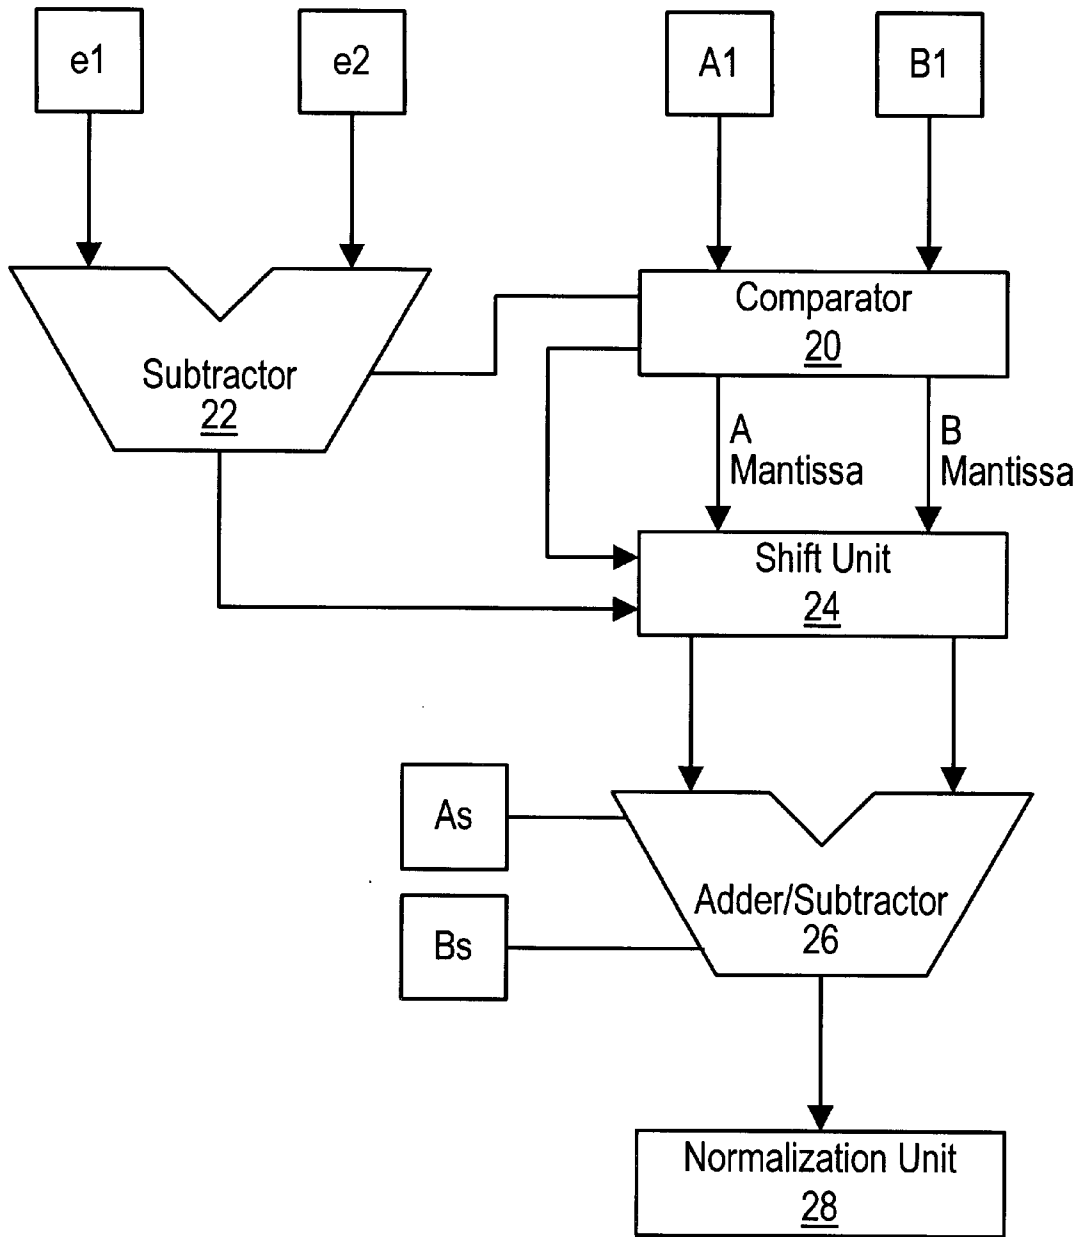 e1
e2
A1
B1
Comparator
20
Subtractor
22
A
Mantissa
B
Mantissa
Shift Unit
24
As
Bs
Adder/Subtractor
26
Normalization Unit
28